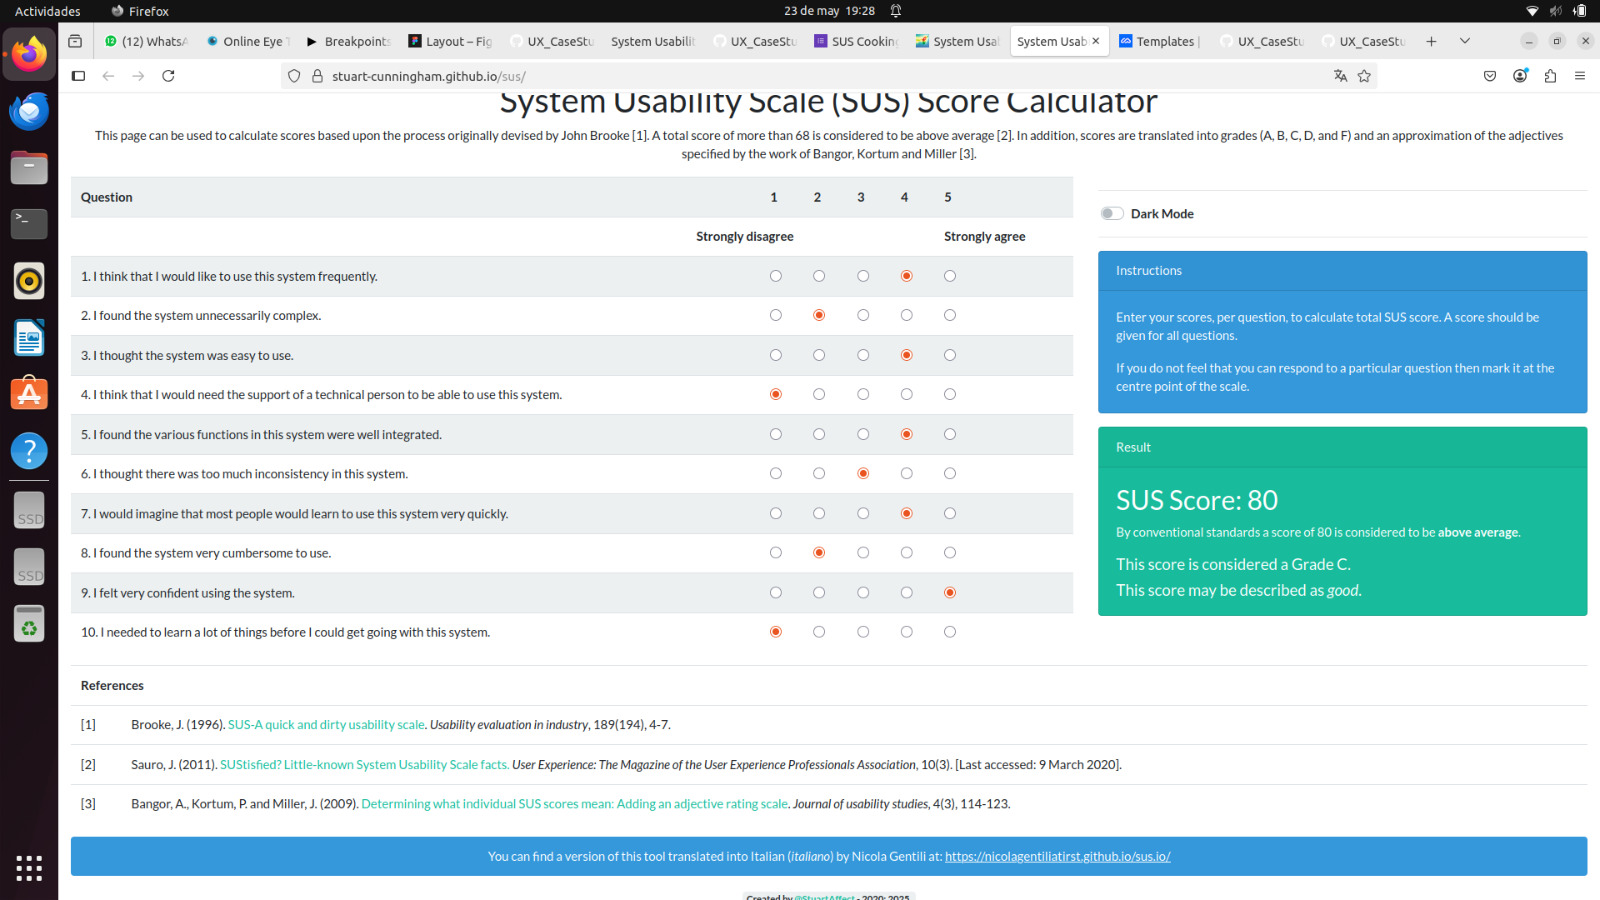 Actividades
Firefox
23 de may 19:28
(12) WhatsA
Online Eye T
Breakpoints
Layout – Fig
UX_CaseStu
System Usabilit
UX_CaseStu
SUS Cooking
System Usal
System Usab
Templates |
UX_CaseStu
UX_CaseStu
stuart-cunningham.github.io/sus/
System Usability Scale (SUS) Score Calculator
This page can be used to calculate scores based upon the process originally devised by John Brooke [1]. A total score of more than 68 is considered to be above average [2]. In addition, scores are translated into grades (A, B, C, D, and F) and an approximation of the adjectives
specified by the work of Bangor, Kortum and Miller [3].
Question 1 2 3 4 5
Strongly disagree Strongly agree
1. I think that I would like to use this system frequently.
2. I found the system unnecessarily complex.
3. I thought the system was easy to use.
4. I think that I would need the support of a technical person to be able to use this system.
5. I found the various functions in this system were well integrated.
6. I thought there was too much inconsistency in this system.
7. I would imagine that most people would learn to use this system very quickly.
8. I found the system very cumbersome to use.
9. I felt very confident using the system.
10. I needed to learn a lot of things before I could get going with this system.
Dark Mode
Instructions
Enter your scores, per question, to calculate total SUS score. A score should be
given for all questions.
If you do not feel that you can respond to a particular question then mark it at the
centre point of the scale.
Result
SUS Score: 80
By conventional standards a score of 80 is considered to be above average.
This score is considered a Grade C.
This score may be described as good.
References
[1] Brooke, J. (1996). SUS-A quick and dirty usability scale. Usability evaluation in industry, 189(194), 4-7.
[2] Sauro, J. (2011). SUStisfied? Little-known System Usability Scale facts. User Experience: The Magazine of the User Experience Professionals Association, 10(3). [Last accessed: 9 March 2020].
[3] Bangor, A., Kortum, P. and Miller, J. (2009). Determining what individual SUS scores mean: Adding an adjective rating scale. Journal of usability studies, 4(3), 114-123.
You can find a version of this tool translated into Italian (italiano) by Nicola Gentili at: https://nicolagentiliatirst.github.io/sus.io/
Created by @StuartAffect - 2020; 2025
SSD
SSD